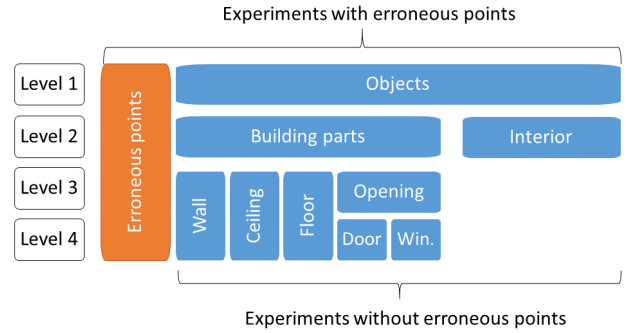 Experiments with erroneous points
Level 1
Objects
Level 2
Building parts
Interior
Level 3
Level 4
Erroneous points
Wall
Ceiling
Floor
Opening
Door
Win.
Experiments without erroneous points